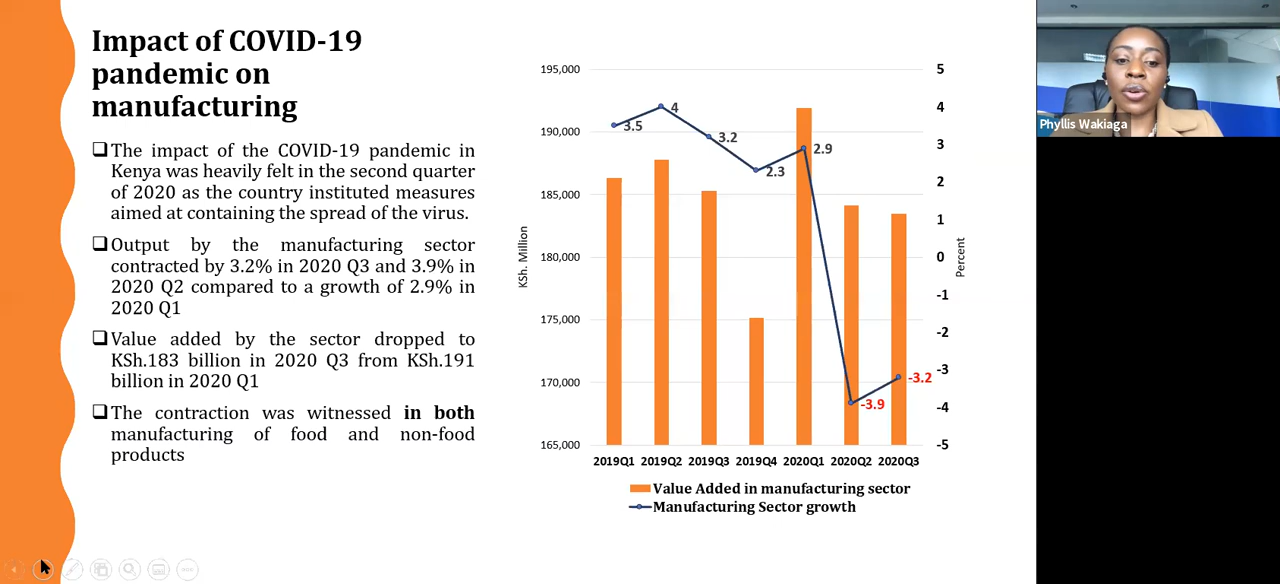 Impact of COVID-19
pandemic on
manufacturing
❑The impact of the COVID-19 pandemic in
Kenya was heavily felt in the second quarter
of 2020 as the country instituted measures
aimed at containing the spread of the virus.
❑Output by the manufacturing sector
contracted by 3.2% in 2020 Q3 and 3.9% in
2020 Q2 compared to a growth of 2.9% in
2020 Q1
❑Value added by the sector dropped to
KSh.183 billion in 2020 Q3 from KSh.191
billion in 2020 Q1
❑The contraction was witnessed in both
manufacturing of food and non-food
products
KSh. Million
195,000
190,000
185,000
180,000
175,000
170,000
165,000
3.5
4
3.2
2.3
2.9
-3.9
-3.2
5
4
3
2
1
0
-1
-2
-3
-4
-5
Percent
2019Q1 2019Q2 2019Q3 2019Q4 2020Q1 2020Q2 2020Q3
Value Added in manufacturing sector
Manufacturing Sector growth
Phyllis Wakiaga